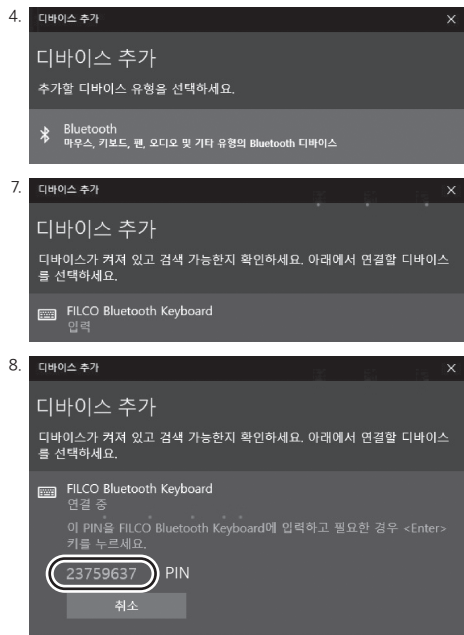 4. 디바이스 추가
디바이스 추가
추가할 디바이스 유형을 선택하세요.
Bluetooth
마우스, 키보드, 펜, 오디오 및 기타 유형의 Bluetooth 디바이스
7. 디바이스 추가
디바이스 추가
디바이스가 켜져 있고 검색 가능한지 확인하세요. 아래에서 연결할 디바이스
를 선택하세요.
FILCO Bluetooth Keyboard
입력
8. 디바이스 추가
디바이스 추가
디바이스가 켜져 있고 검색 가능한지 확인하세요. 아래에서 연결할 디바이스
를 선택하세요.
FILCO Bluetooth Keyboard
연결 중
이 PIN을 FILCO Bluetooth Keyboard에 입력하고 필요한 경우 <Enter>
키를 누르세요.
23759637 PIN
취소